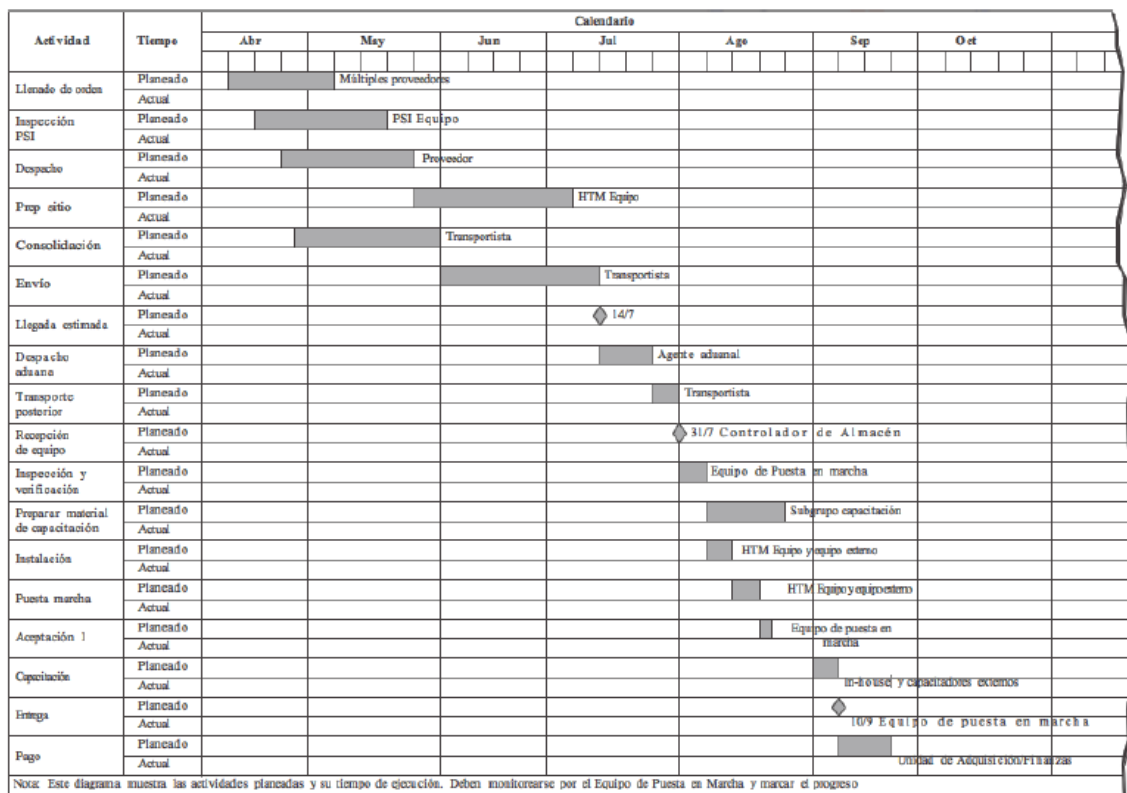 Calendario
Actividad Tiempo Abr May Jun Jul Ago Sep Oct
Llenado de orden Planeado Múltiples proveedores
Actual
Inspección PSI Planeado PSI Equipo
Actual
Despacho Planeado Proveedor
Actual
Prep sitio Planeado HTM Equipo
Actual
Consolidación Planeado Transportista
Actual
Envío Planeado Transportista
Actual
Llegada estimada Planeado 14/7
Actual
Despacho aduana Planeado Agente aduanal
Actual
Transporte posterior Planeado Transportista
Actual
Recepción de equipo Planeado 31/7 Controlador de Almacén
Actual
Inspección y verificación Planeado Equipo de Puesta en marcha
Actual
Preparar material de capacitación Planeado Subgrupo capacitación
Actual
Instalación Planeado HTM Equipo y equipo externo
Actual
Puesta marcha Planeado HTM Equipo y equipo externo
Actual
Aceptación 1 Planeado Equipo de puesta en marcha
Actual
Capacitación Planeado
Actual In-house y capacitadores externos
Entrega Planeado
Actual 10/9 Equipo de puesta en marcha
Pago Planeado
Actual Unidad de Adquisición/Finanzas
Nota: Este diagrama muestra las actividades planeadas y su tiempo de ejecución. Deben monitorearse por el Equipo de Puesta en Marcha y marcar el progreso